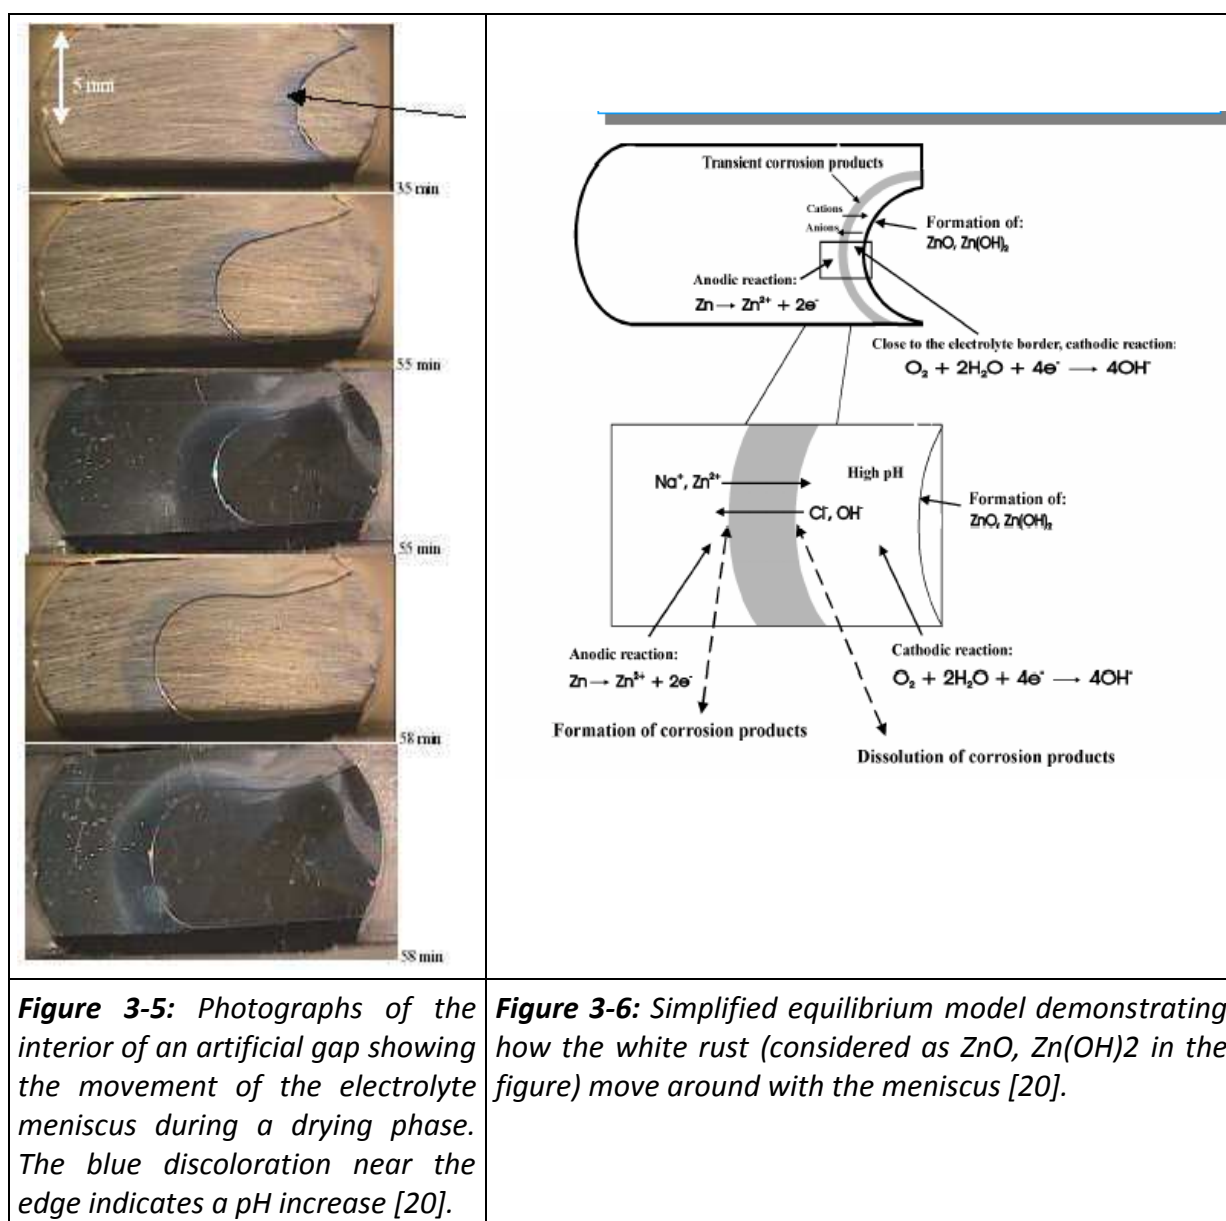 5 mm
35 min
55 min
55 min
58 min
58 min
Figure 3-5: Photographs of the
interior of an artificial gap showing
the movement of the electrolyte
meniscus during a drying phase.
The blue discoloration near the
edge indicates a pH increase [20].
Transient corrosion products
Cations
Anions
Formation of:
ZnO, Zn(OH)₂
Anodic reaction:
Zn → Zn²⁺ + 2e⁻
Close to the electrolyte border, cathodic reaction:
O₂ + 2H₂O + 4e⁻ → 4OH⁻
High pH
Na⁺, Zn²⁺
Cl⁻, OH⁻
Formation of:
ZnO, Zn(OH)₂
Anodic reaction:
Zn → Zn²⁺ + 2e⁻
Cathodic reaction:
O₂ + 2H₂O + 4e⁻ → 4OH⁻
Formation of corrosion products
Dissolution of corrosion products
Figure 3-6: Simplified equilibrium model demonstrating
how the white rust (considered as ZnO, Zn(OH)2 in the
figure) move around with the meniscus [20].